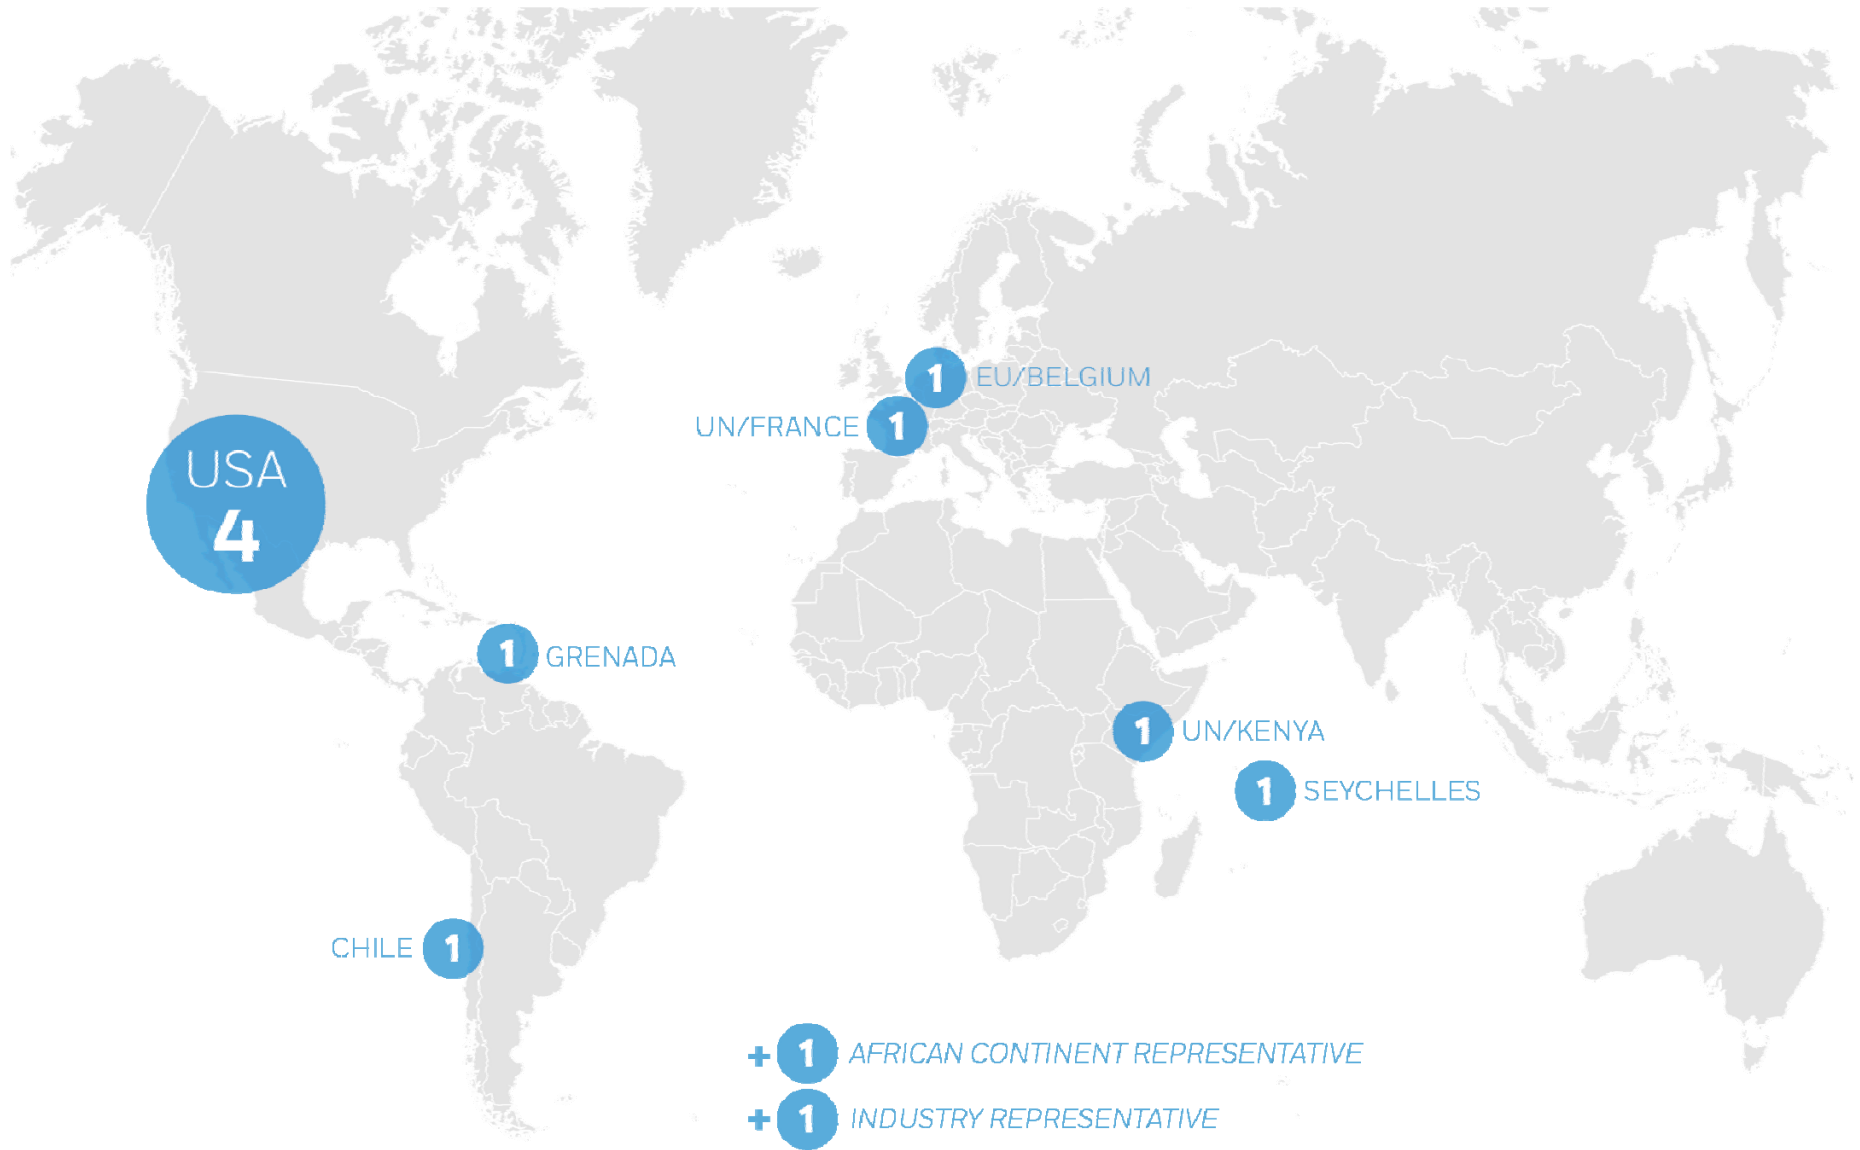 1 EU/BELGIUM
UN/FRANCE 1
USA
4
1 GRENADA
1 UN/KENYA
1 SEYCHELLES
CHILE 1
+ 1 AFRICAN CONTINENT REPRESENTATIVE
+ 1 INDUSTRY REPRESENTATIVE